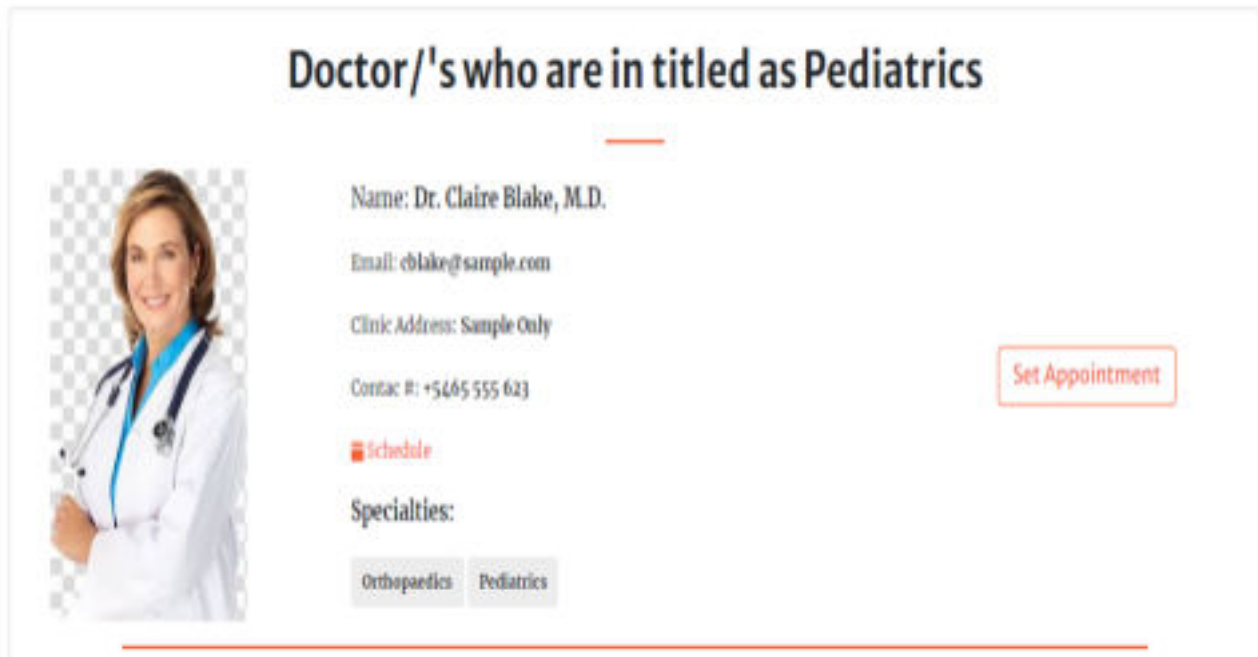 Doctor/'s who are in titled as Pediatrics
Name: Dr. Claire Blake, M.D.
Email: cblake@sample.com
Clinic Address: Sample Only
Contac #: +5465 555 623
Set Appointment
Schedule
Specialties:
Orthopaedics Pediatrics